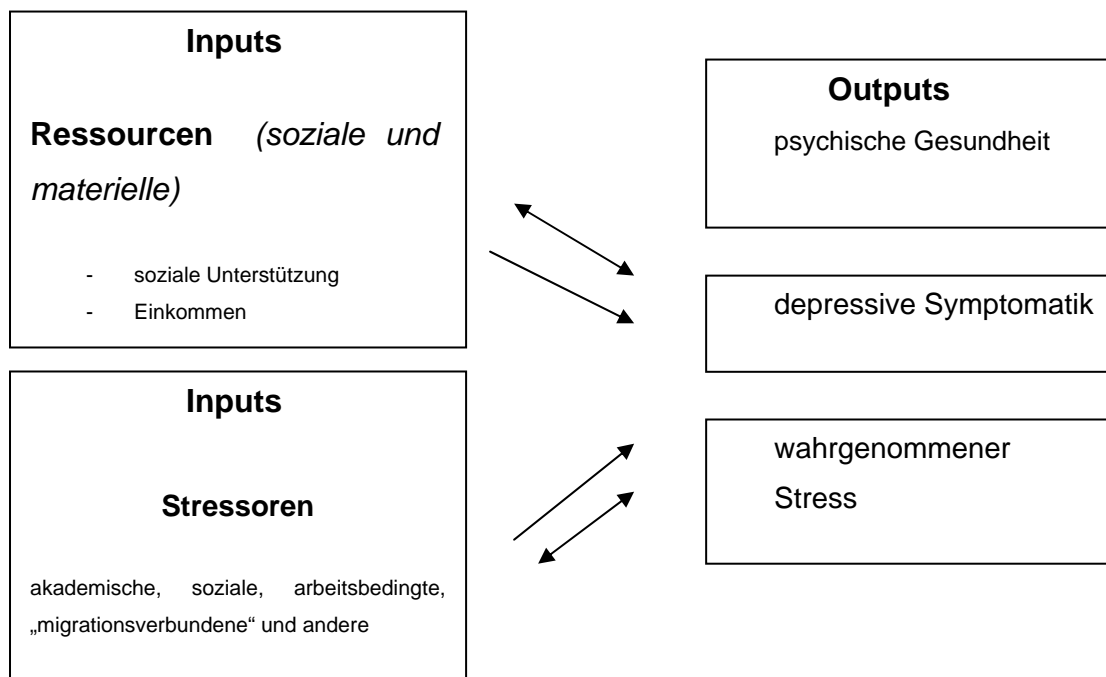 Inputs
Ressourcen (soziale und
materielle)
- soziale Unterstützung
- Einkommen
Inputs
Stressoren
akademische, soziale, arbeitsbedingte,
„migrationsverbundene“ und andere
Outputs
psychische Gesundheit
depressive Symptomatik
wahrgenommener
Stress